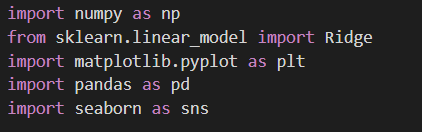 import numpy as np
from sklearn.linear_model import Ridge
import matplotlib.pyplot as plt
import pandas as pd
import seaborn as sns